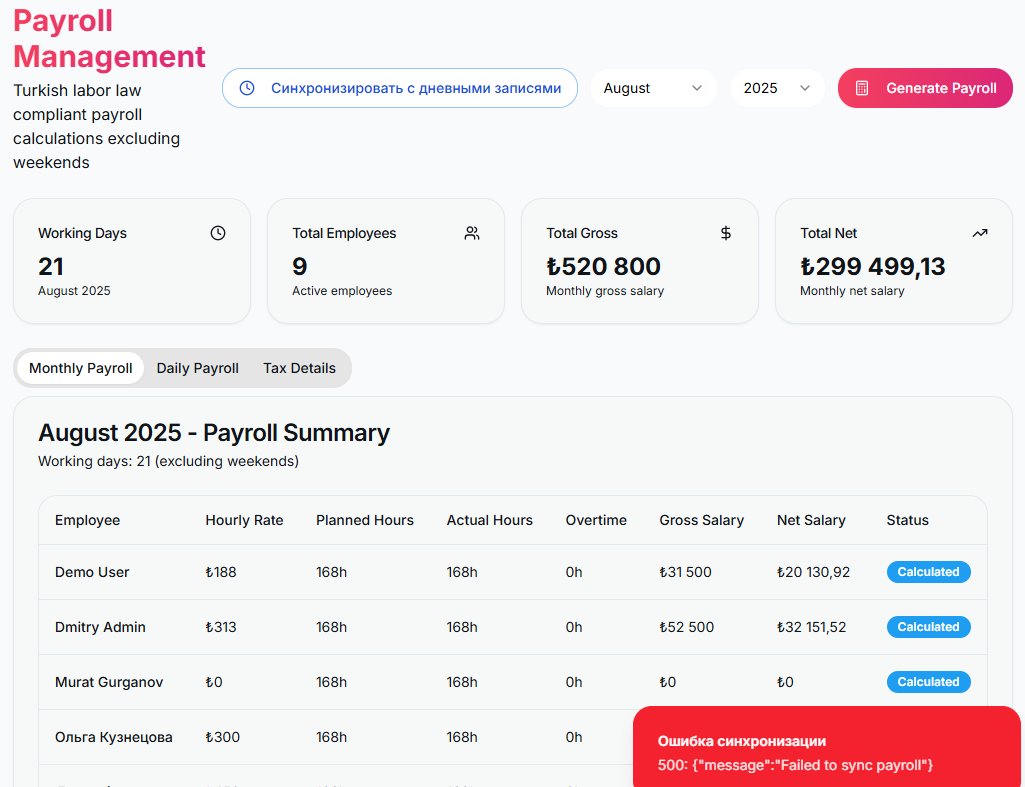 Payroll
Management
Turkish labor law
compliant payroll
calculations excluding
weekends
Синхронизировать с дневными записями
August
2025
Generate Payroll
Working Days
21
August 2025
Total Employees
9
Active employees
Total Gross
₺520 800
Monthly gross salary
Total Net
₺299 499,13
Monthly net salary
Monthly Payroll Daily Payroll Tax Details
August 2025 - Payroll Summary
Working days: 21 (excluding weekends)
Employee Hourly Rate Planned Hours Actual Hours Overtime Gross Salary Net Salary Status
Demo User ₺188 168h 168h 0h ₺31 500 ₺20 130,92 Calculated
Dmitry Admin ₺313 168h 168h 0h ₺52 500 ₺32 151,52 Calculated
Murat Gurganov ₺0 168h 168h 0h ₺0 ₺0 Calculated
Ольга Кузнецова ₺300 168h 168h 0h
Ошибка синхронизации
500: {"message":"Failed to sync payroll"}